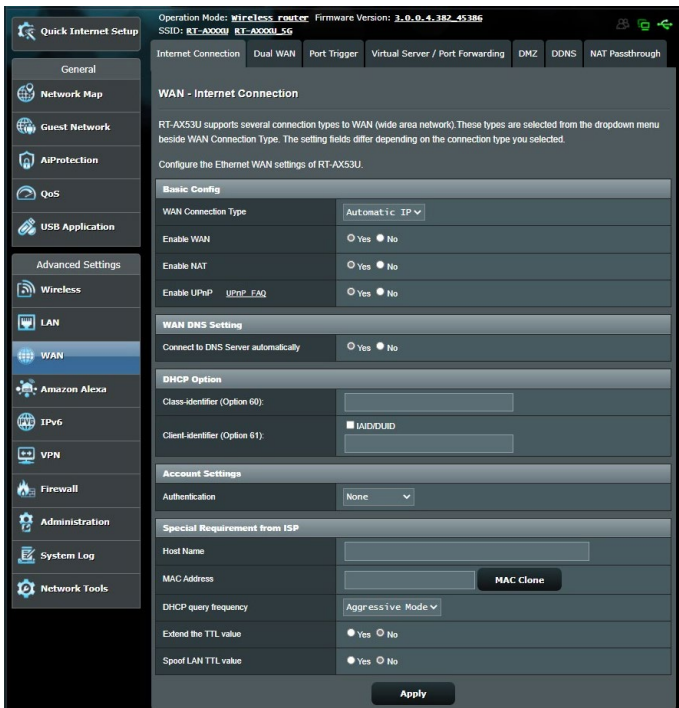 Quick Internet Setup
General
Network Map
Guest Network
AiProtection
QoS
USB Application
Advanced Settings
Wireless
LAN
WAN
Amazon Alexa
IPv6
VPN
Firewall
Administration
System Log
Network Tools
Operation Mode: Wireless router Firmware Version: 3.0.0.4.382_45386
SSID: RT-AXXXU RT-AXXXU_5G
Internet Connection Dual WAN Port Trigger Virtual Server / Port Forwarding DMZ DDNS NAT Passthrough
WAN - Internet Connection
RT-AX53U supports several connection types to WAN (wide area network).These types are selected from the dropdown menu
beside WAN Connection Type. The setting fields differ depending on the connection type you selected.
Configure the Ethernet WAN settings of RT-AX53U.
Basic Config
WAN Connection Type Automatic IP
Enable WAN Yes No
Enable NAT Yes No
Enable UPnP UPnP FAQ Yes No
WAN DNS Setting
Connect to DNS Server automatically Yes No
DHCP Option
Class-identifier (Option 60):
Client-identifier (Option 61): IAID/DUID
Account Settings
Authentication None
Special Requirement from ISP
Host Name
MAC Address MAC Clone
DHCP query frequency Aggressive Mode
Extend the TTL value Yes No
Spoof LAN TTL value Yes No
Apply